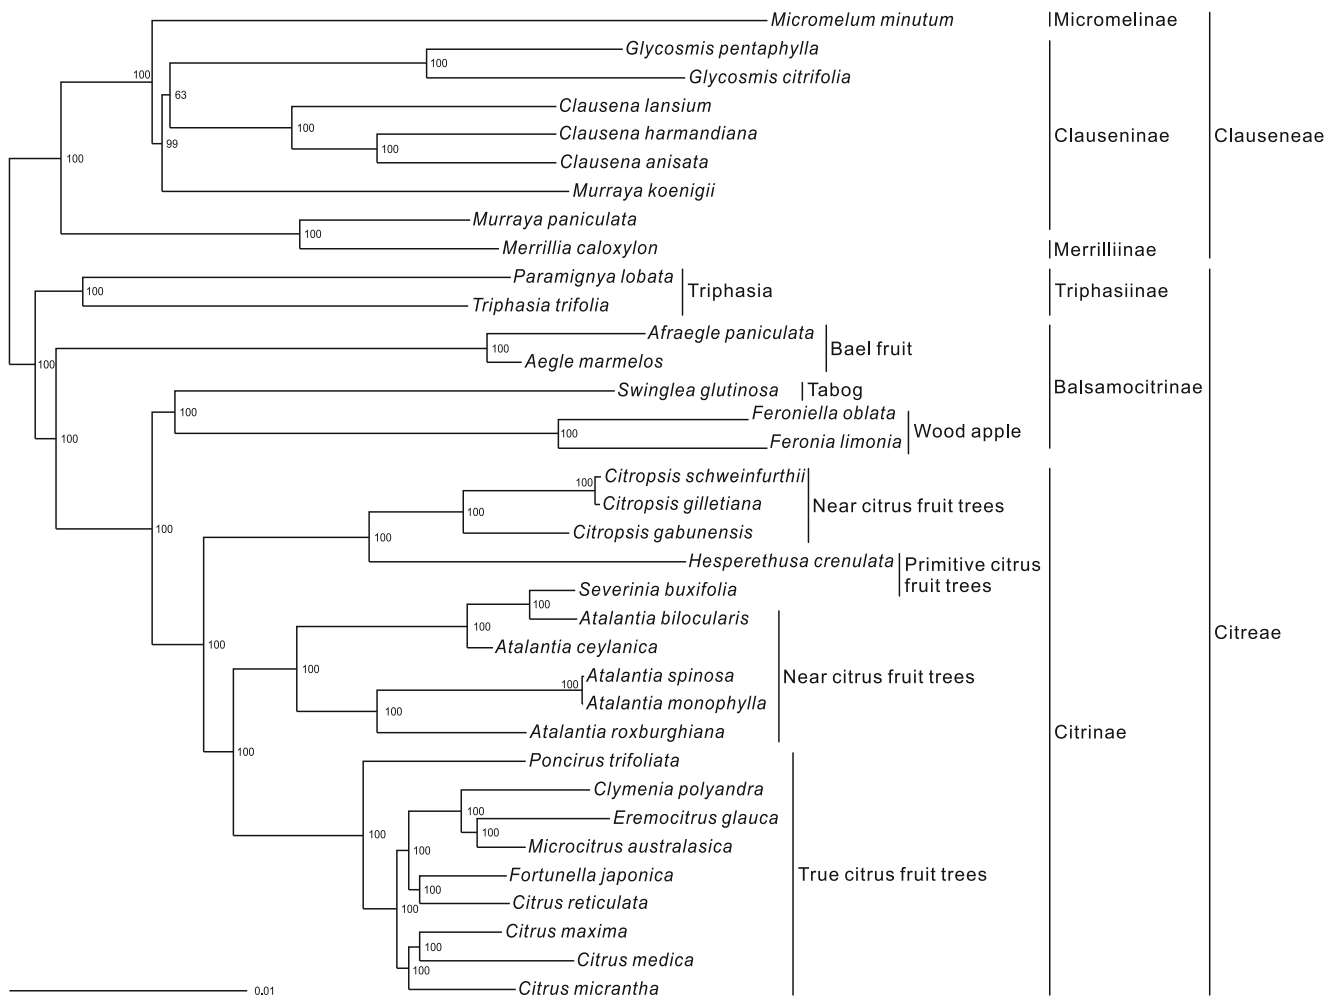 Micromelum minutum
Micromelinae
Glycosmis pentaphylla
100
100
Glycosmis citrifolia
63
Clausena lansium
100
Clausena harmandiana
Clauseninae
Clauseneae
99
100
Clausena anisata
100
Murraya koenigii
Murraya paniculata
100
Merrillia caloxylon
Merrilliinae
Paramignya lobata
100
Triphasia
Triphasiinae
Triphasia trifolia
Afraegle paniculata
100
Bael fruit
100
Aegle marmelos
Swinglea glutinosa
Tabog
Balsamocitrinae
100
Feroniella oblata
100
Wood apple
100
Feronia limonia
Citropsis schweinfurthii
100
Citropsis gilletiana
Near citrus fruit trees
100
100
Citropsis gabunensis
100
Hesperethusa crenulata
Primitive citrus
fruit trees
Severinia buxifolia
100
Atalantia bilocularis
100
Citreae
100
Atalantia ceylanica
100
Atalantia spinosa
Near citrus fruit trees
100
Atalantia monophylla
100
Atalantia roxburghiana
Citrinae
100
Poncirus trifoliata
Clymenia polyandra
100
Eremocitrus glauca
100
100
Microcitrus australasica
100
Fortunella japonica
True citrus fruit trees
100
Citrus reticulata
100
Citrus maxima
100
Citrus medica
100
Citrus micrantha
0.01